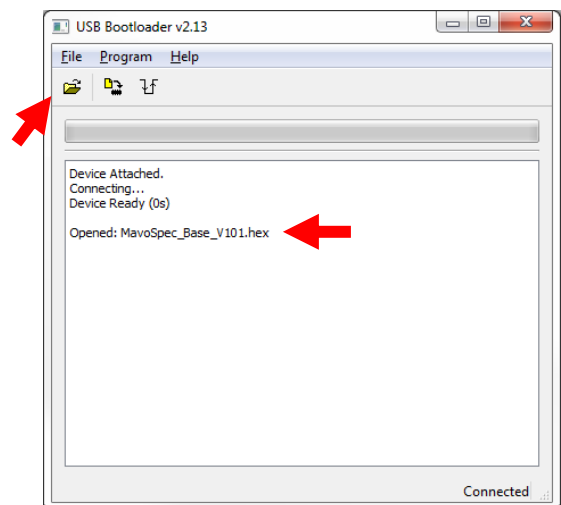 USB Bootloader v2.13
File Program Help
Device Attached.
Connecting...
Device Ready (0s)
Opened: MavoSpec_Base_V101.hex
Connected